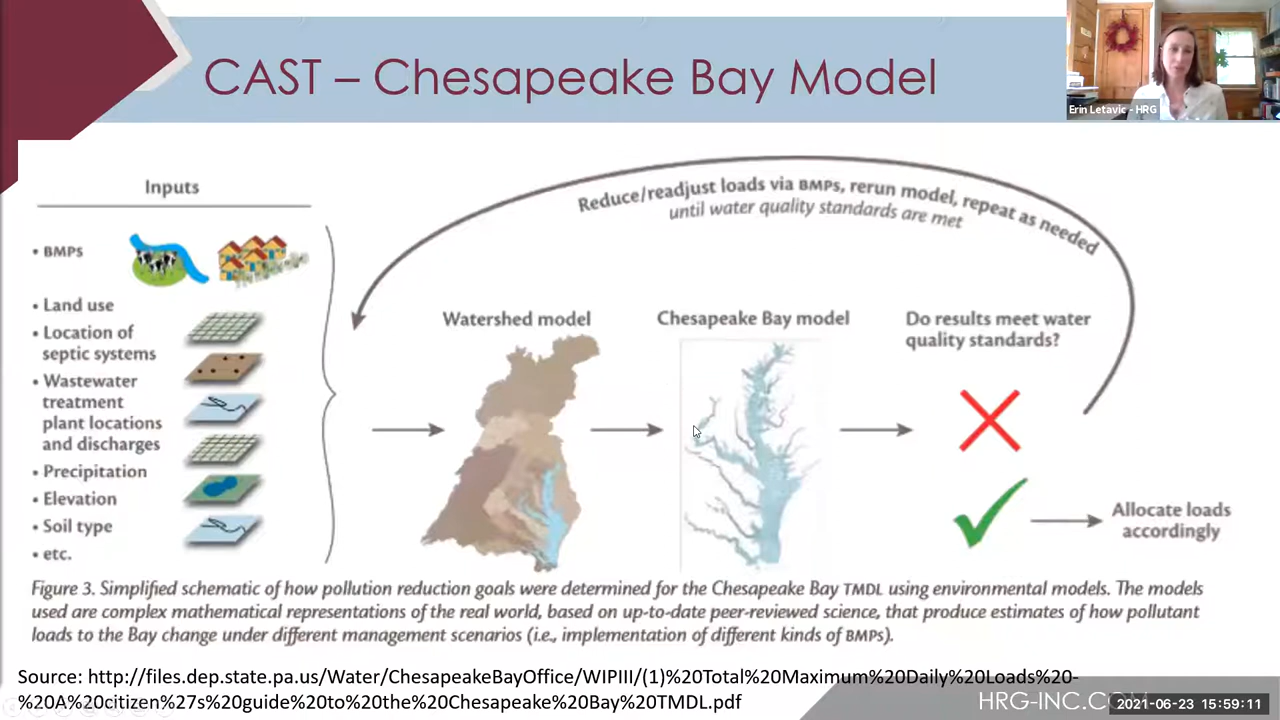 CAST – Chesapeake Bay Model
Erin Letavic - HRG
Inputs
• BMPs
• Land use
• Location of
septic systems
• Wastewater
treatment
plant locations
and discharges
• Precipitation
• Elevation
• Soil type
• etc.
Reduce/readjust loads via BMPs, rerun model, repeat as needed
until water quality standards are met
Watershed model
Chesapeake Bay model
Do results meet water
quality standards?
Allocate loads
accordingly
Figure 3. Simplified schematic of how pollution reduction goals were determined for the Chesapeake Bay TMDL using environmental models. The models
used are complex mathematical representations of the real world, based on up-to-date peer-reviewed science, that produce estimates of how pollutant
loads to the Bay change under different management scenarios (i.e., implementation of different kinds of BMPs).
Source: http://files.dep.state.pa.us/Water/ChesapeakeBayOffice/WIPIII/(1)%20Total%20Maximum%20Daily%20Loads%20-
%20A%20citizen%27s%20guide%20to%20the%20Chesapeake%20Bay%20TMDL.pdf
HRG-INC.COM
2021-06-23 15:59:11